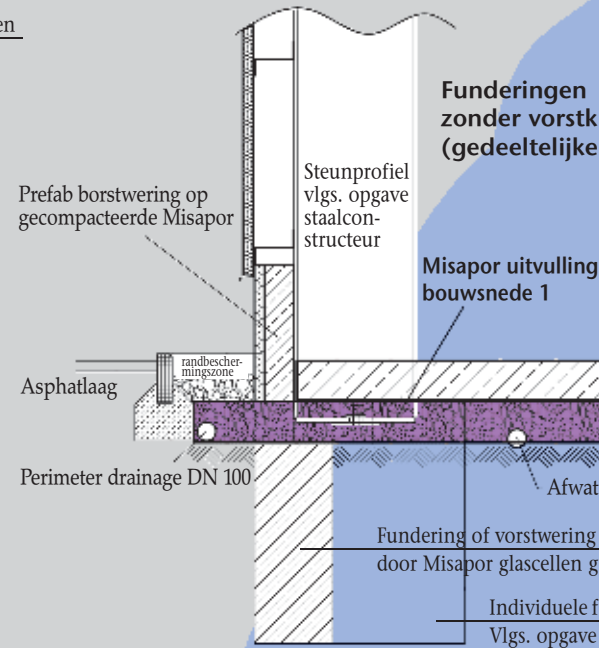 en
Funderingen
zonder vorstk
(gedeeltelijke
Steunprofiel
vlgs. opgave
staalcon-
structeur
Prefab borstwering op
gecompacteerde Misapor
Misapor uitvulling
bouwsnede 1
randbescher-
mingszone
Asphatlaag
Perimeter drainage DN 100
Afwat
Fundering of vorstwering
door Misapor glascellen g
Individuele f
Vlgs. opgave